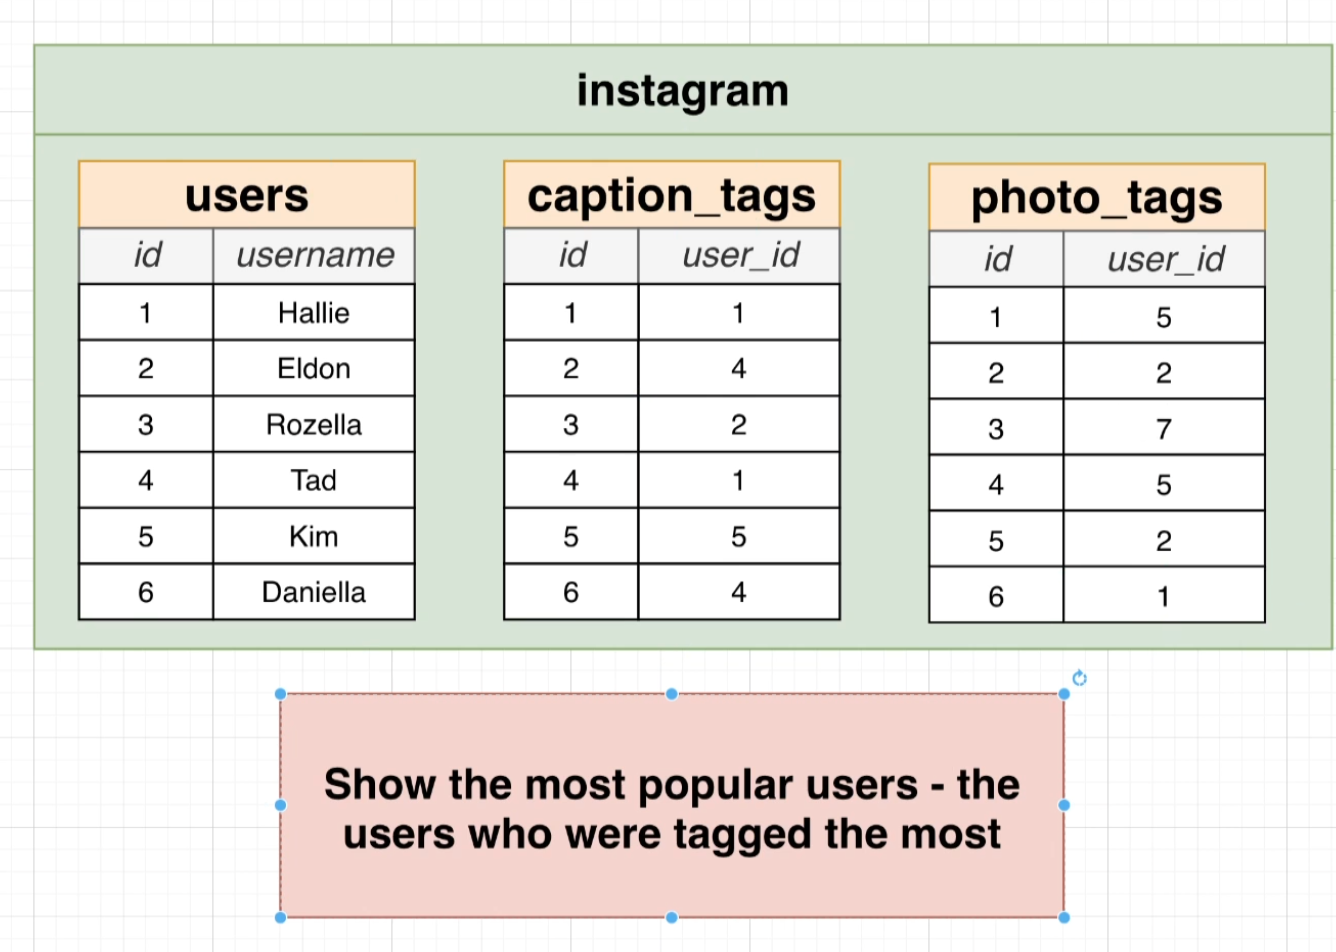 instagram
users
id username
1 Hallie
2 Eldon
3 Rozella
4 Tad
5 Kim
6 Daniella
caption_tags
id user_id
1 1
2 4
3 2
4 1
5 5
6 4
photo_tags
id user_id
1 5
2 2
3 7
4 5
5 2
6 1
Show the most popular users - the
users who were tagged the most